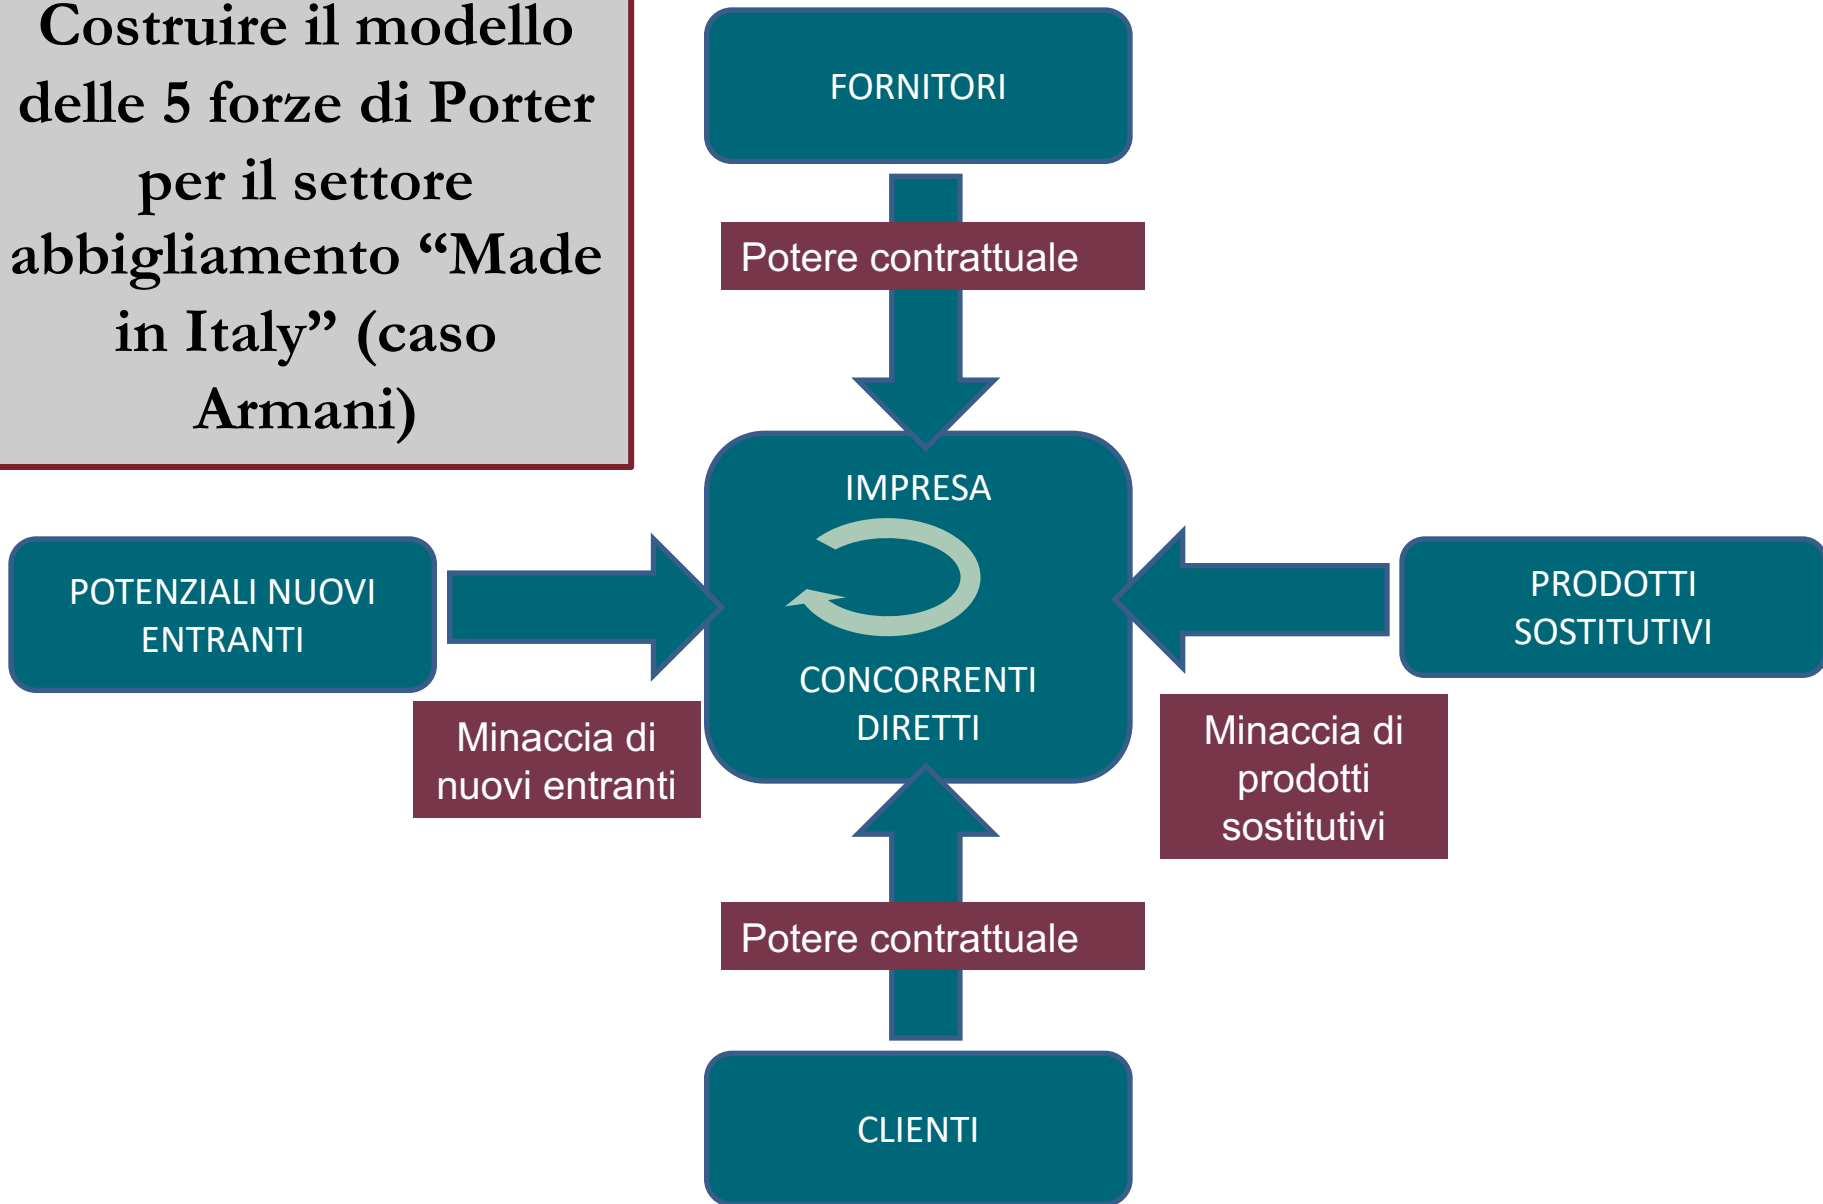 Costruire il modello
delle 5 forze di Porter
per il settore
abbigliamento “Made
in Italy” (caso
Armani)
FORNITORI
Potere contrattuale
IMPRESA
CONCORRENTI
DIRETTI
POTENZIALI NUOVI
ENTRANTI
Minaccia di
nuovi entranti
PRODOTTI
SOSTITUTIVI
Minaccia di
prodotti
sostitutivi
Potere contrattuale
CLIENTI